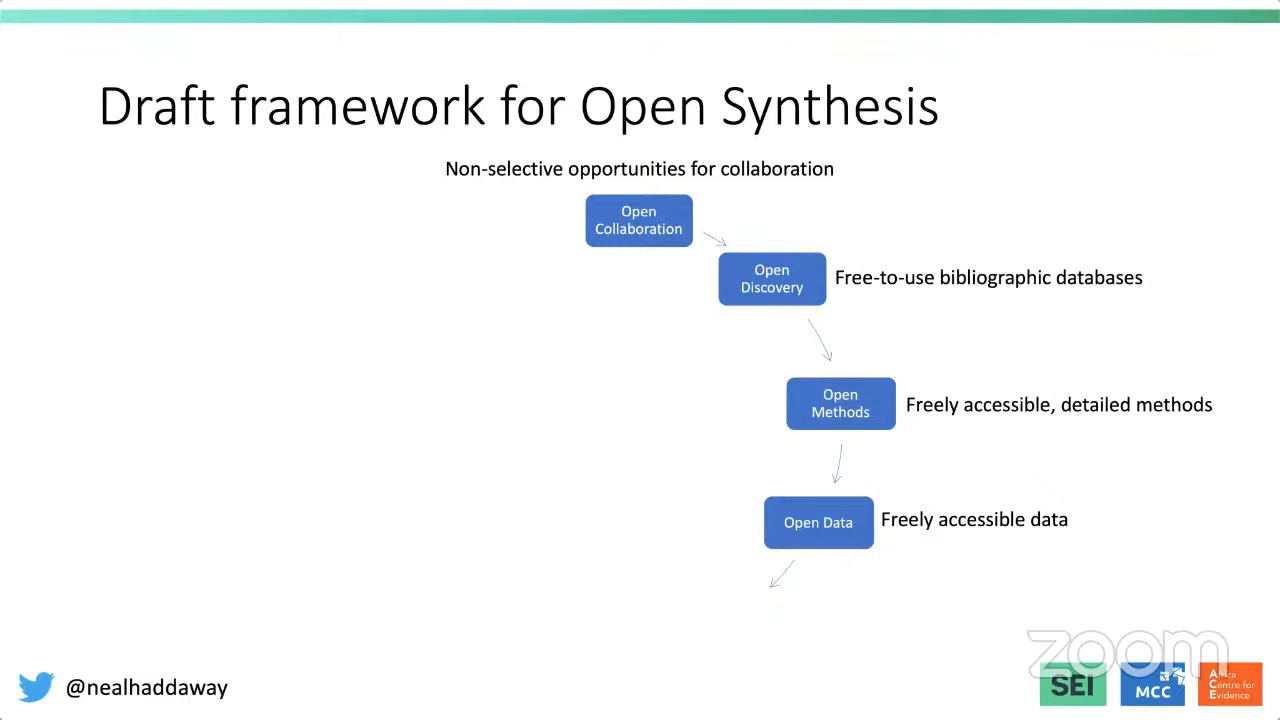 Draft framework for Open Synthesis
Non-selective opportunities for collaboration
Open
Collaboration
Open
Discovery
Free-to-use bibliographic databases
Open
Methods
Freely accessible, detailed methods
Open Data
Freely accessible data
@nealhaddaway
zoom
SEI
MCC
Africa
Centre for
Evidence